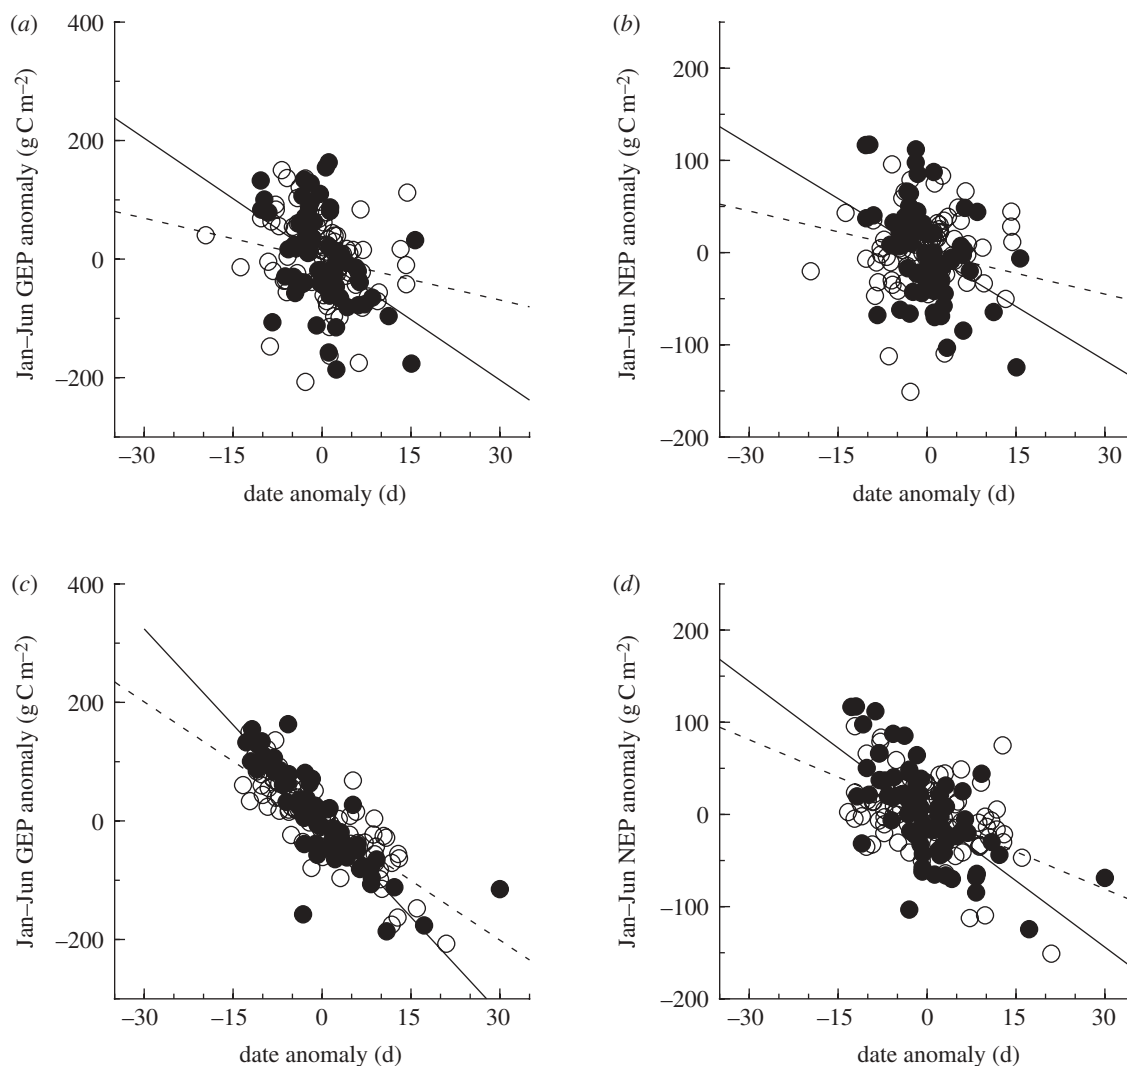 (a)
400
200
0
–200
Jan–Jun GEP anomaly (g C m–2)
–30 –15 0 15 30
date anomaly (d)
(b)
200
100
0
–100
–200
Jan–Jun NEP anomaly (g C m–2)
–30 –15 0 15 30
date anomaly (d)
(c)
400
200
0
–200
Jan–Jun GEP anomaly (g C m–2)
–30 –15 0 15 30
date anomaly (d)
(d)
200
100
0
–100
–200
Jan–Jun NEP anomaly (g C m–2)
–30 –15 0 15 30
date anomaly (d)